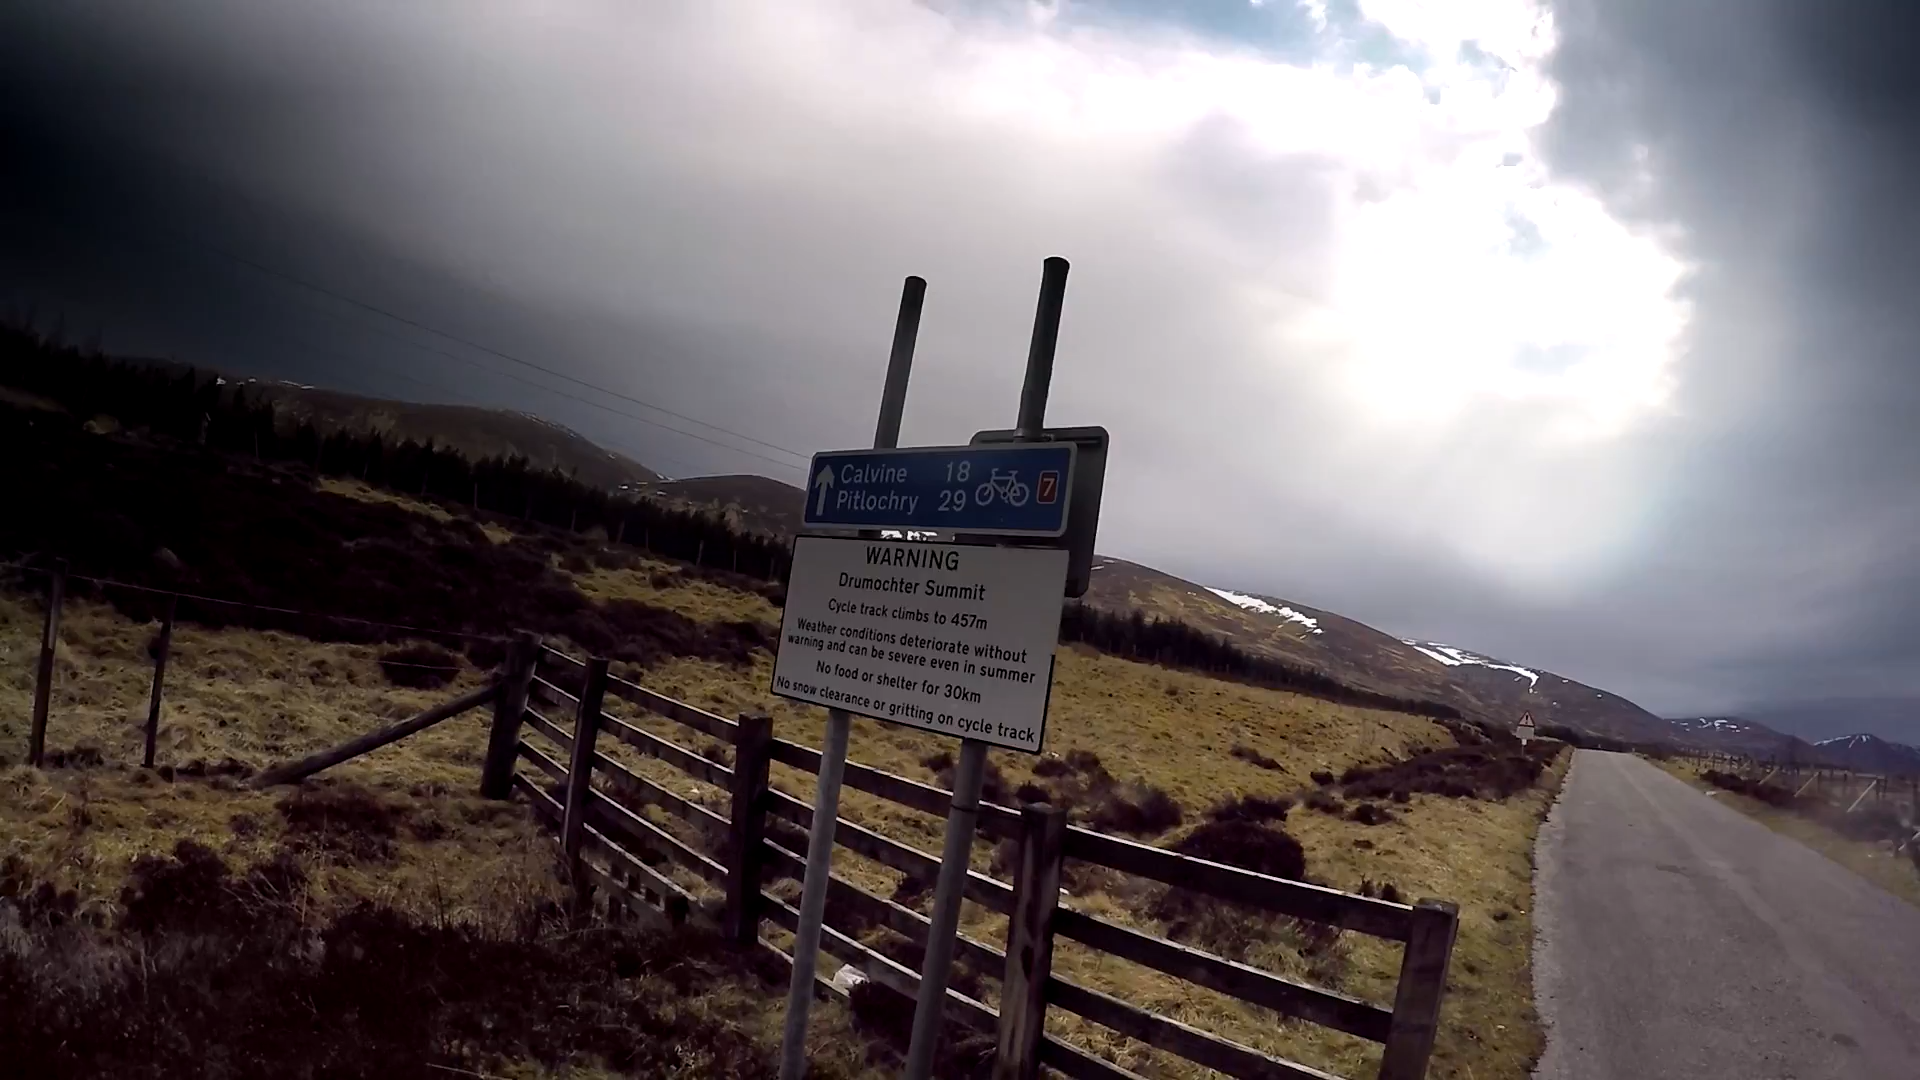 Calvine 18
Pitlochry 29
7
WARNING
Drumochter Summit
Cycle track climbs to 457m
Weather conditions deteriorate without
warning and can be severe even in summer
No food or shelter for 30km
No snow clearance or gritting on cycle track